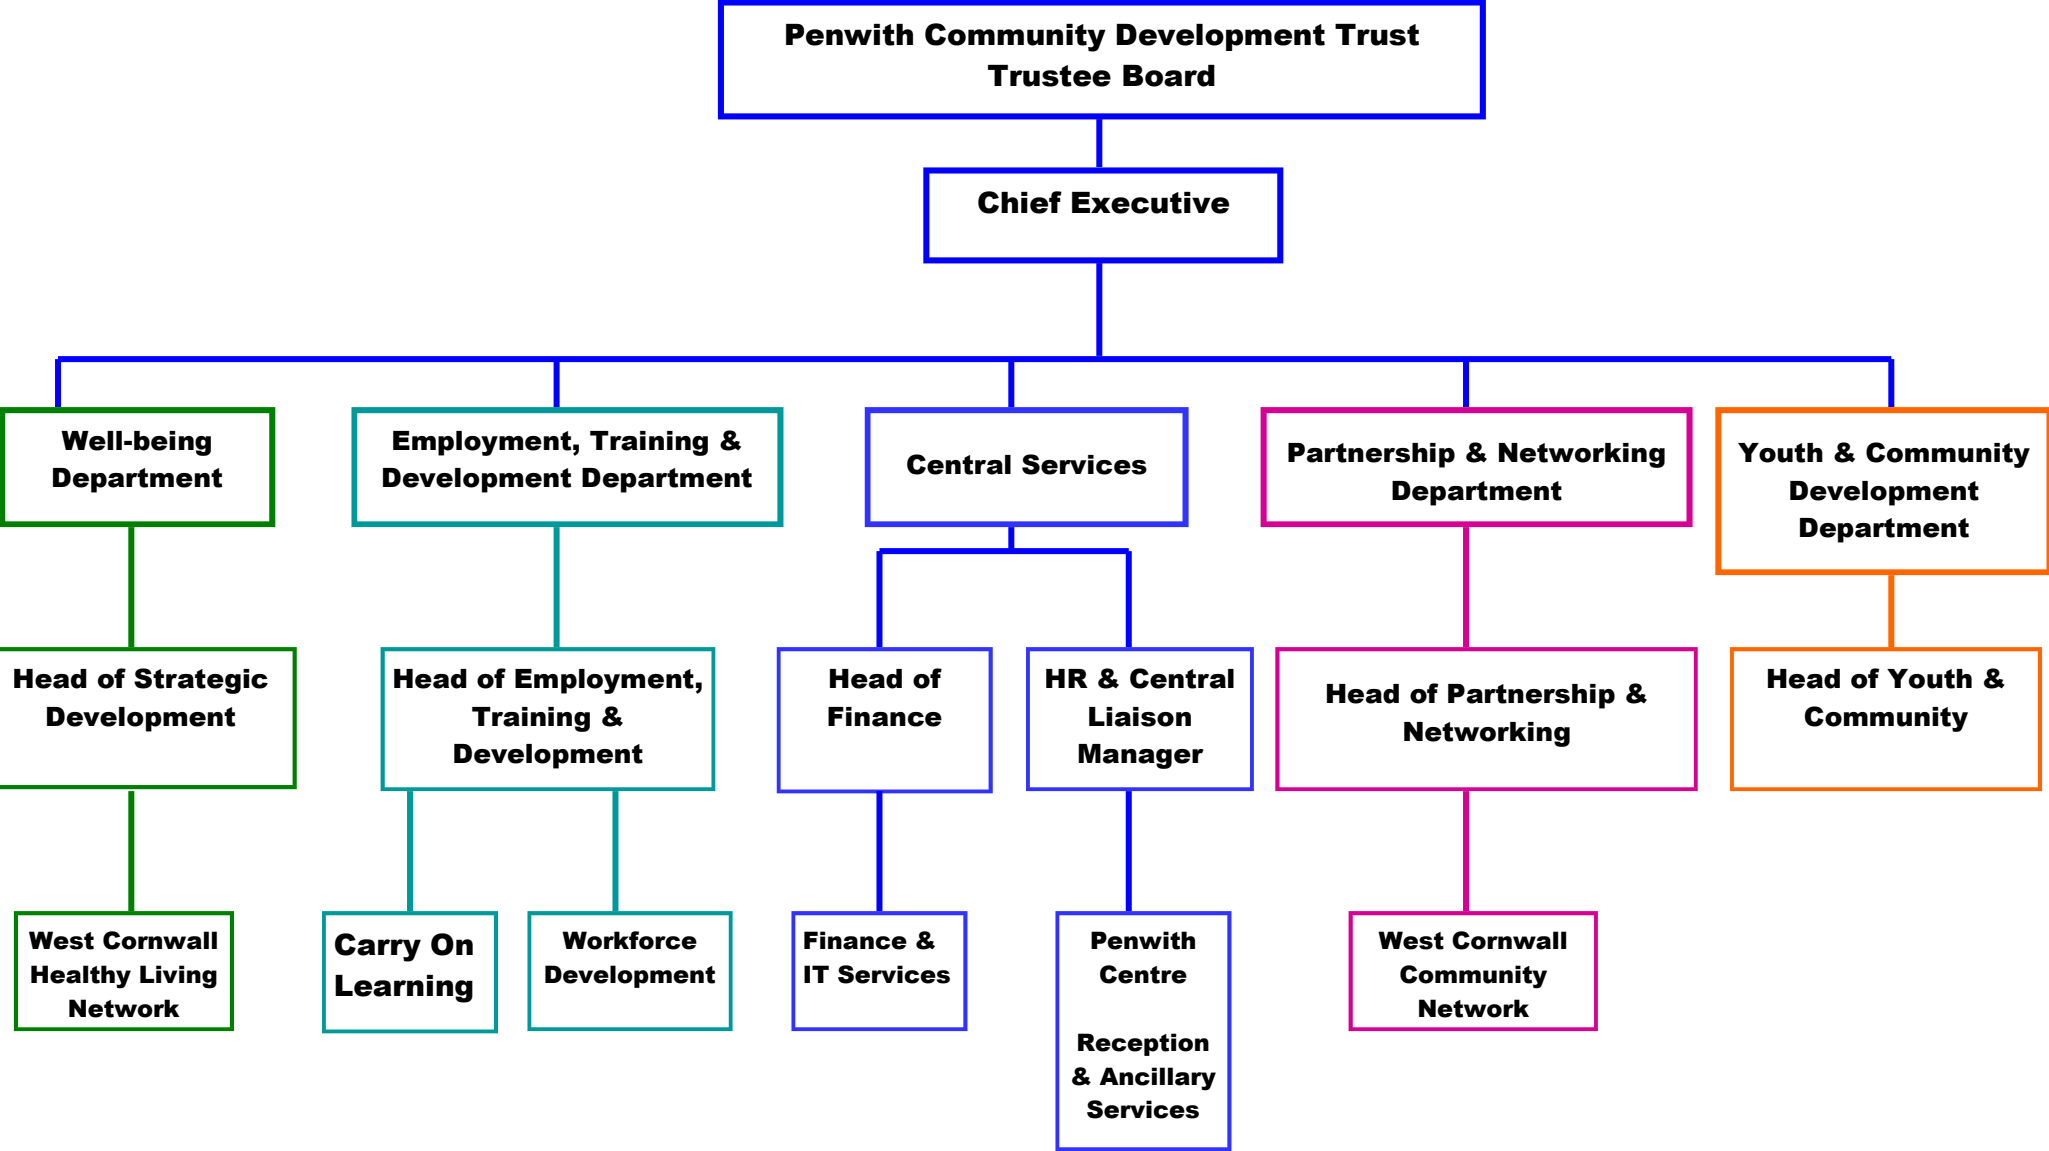 Penwith Community Development Trust
Trustee Board
Chief Executive
Well-being
Department
Employment, Training &
Development Department
Central Services
Partnership & Networking
Department
Youth & Community
Development
Department
Head of Strategic
Development
Head of Employment,
Training &
Development
Head of
Finance
HR & Central
Liaison
Manager
Head of Partnership &
Networking
Head of Youth &
Community
West Cornwall
Healthy Living
Network
Carry On
Learning
Workforce
Development
Finance &
IT Services
Penwith
Centre
Reception
& Ancillary
Services
West Cornwall
Community
Network